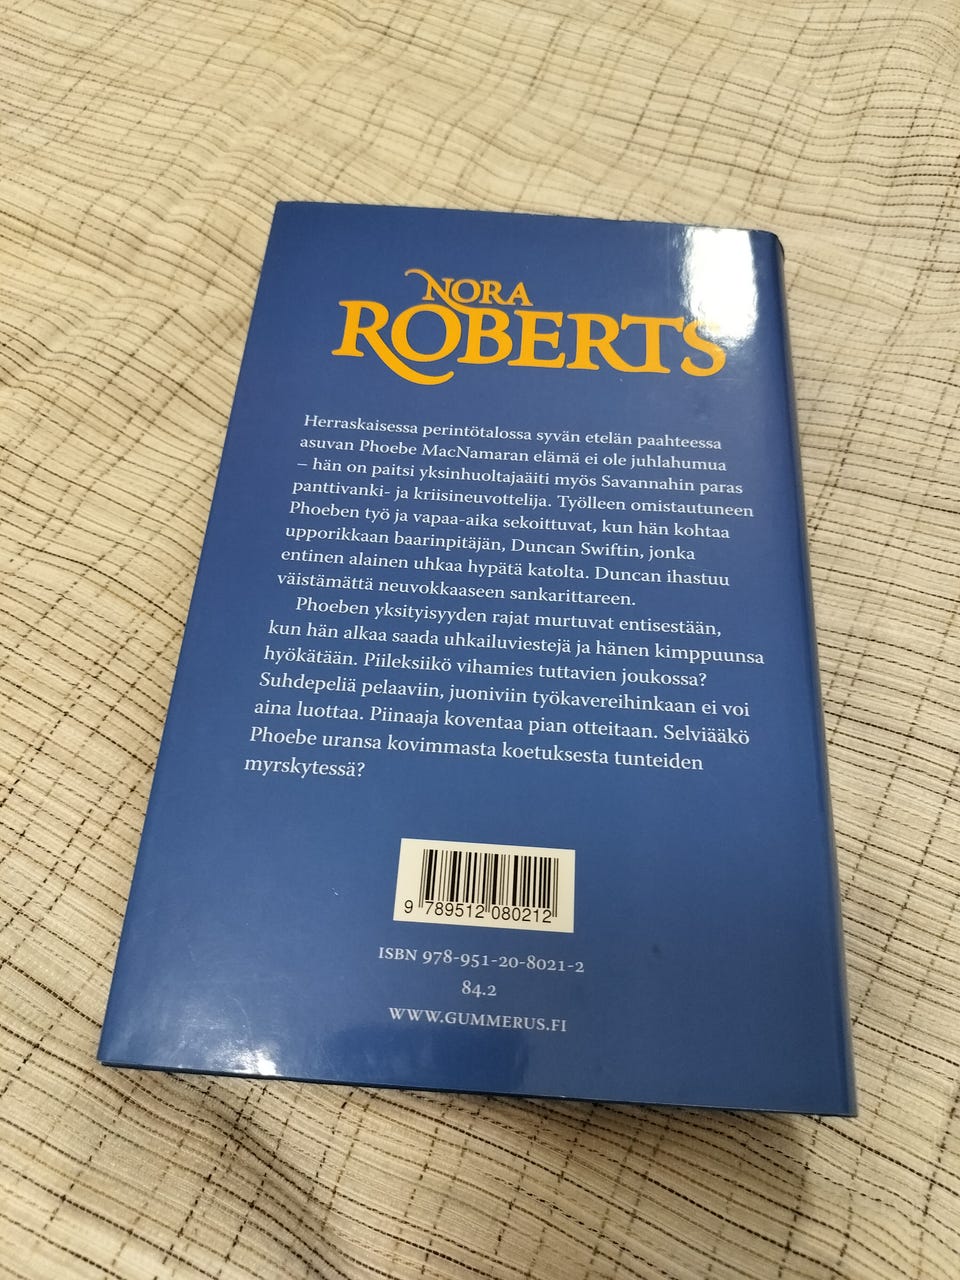 NORA
ROBERTS
Herraskaisessa perintötalossa syvän etelän paahteessa
asuvan Phoebe MacNamaran elämä ei ole juhlahumua
– hän on paitsi yksinhuoltajaäiti myös Savannahin paras
panttivanki- ja kriisineuvottelija. Työlleen omistautuneen
Phoeben työ ja vapaa-aika sekoittuvat, kun hän kohtaa
upporikkaan baarinpitäjän, Duncan Swiftin, jonka
entinen alainen uhkaa hypätä katolta. Duncan ihastuu
väistämättä neuvokkaaseen sankarittareen.
Phoeben yksityisyyden rajat murtuvat entisestään,
kun hän alkaa saada uhkailuviestejä ja hänen kimppuunsa
hyökätään. Piileksiikö vihamies tuttavien joukossa?
Suhdepeliä pelaaviin, juoniviin työkavereihinkaan ei voi
aina luottaa. Piinaaja koventaa pian otteitaan. Selviääkö
Phoebe uransa kovimmasta koetuksesta tunteiden
myrskytessä?
9 789512 080212
ISBN 978-951-20-8021-2
84.2
WWW.GUMMERUS.FI